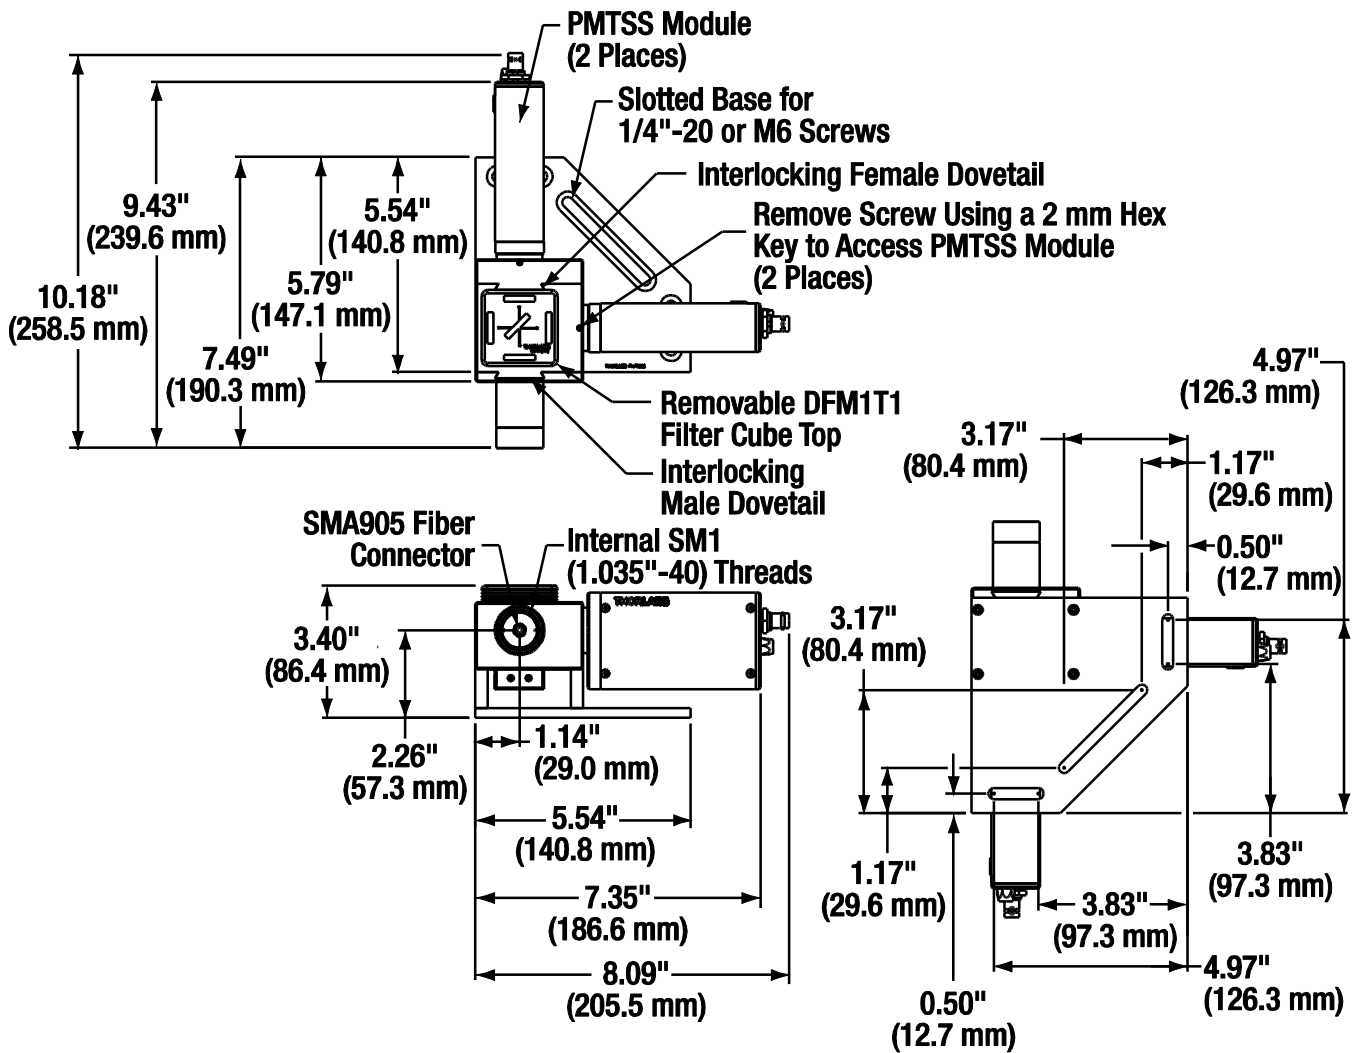 PMTSS Module
(2 Places)
Slotted Base for
1/4"-20 or M6 Screws
Interlocking Female Dovetail
Remove Screw Using a 2 mm Hex
Key to Access PMTSS Module
(2 Places)
9.43"
(239.6 mm)
5.54"
(140.8 mm)
10.18"
(258.5 mm)
5.79"
(147.1 mm)
7.49"
(190.3 mm)
Removable DFM1T1
Filter Cube Top
Interlocking
Male Dovetail
SMA905 Fiber
Connector
Internal SM1
(1.035"-40) Threads
THORLABS
3.40"
(86.4 mm)
2.26"
(57.3 mm)
1.14"
(29.0 mm)
5.54"
(140.8 mm)
7.35"
(186.6 mm)
8.09"
(205.5 mm)
4.97"
(126.3 mm)
3.17"
(80.4 mm)
1.17"
(29.6 mm)
0.50"
(12.7 mm)
3.17"
(80.4 mm)
1.17"
(29.6 mm)
3.83"
(97.3 mm)
3.83"
(97.3 mm)
4.97"
(126.3 mm)
0.50"
(12.7 mm)